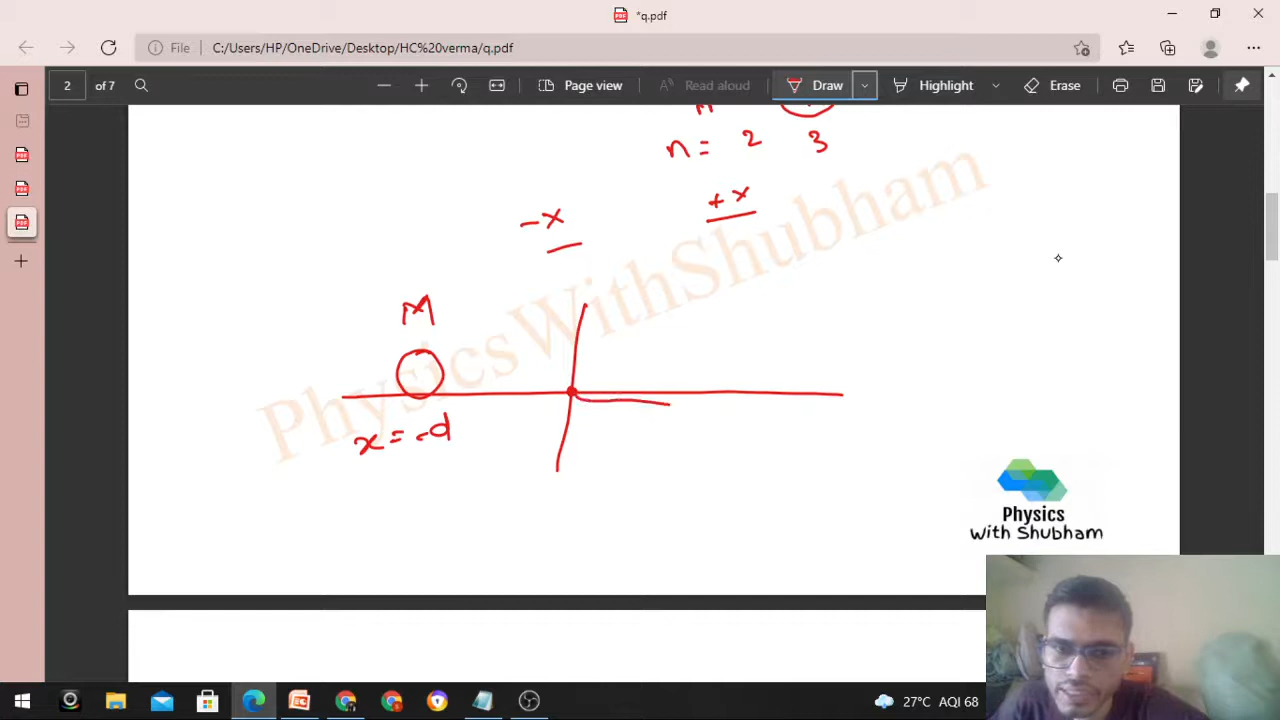 *q.pdf
File C:/Users/HP/OneDrive/Desktop/HC%20verma/q.pdf
2 of 7 Page view Read aloud Draw Highlight Erase
n = 2 3
-x +x
M
x = -d
PhysicsWithShubham
Physics
With Shubham
27°C AQI 68